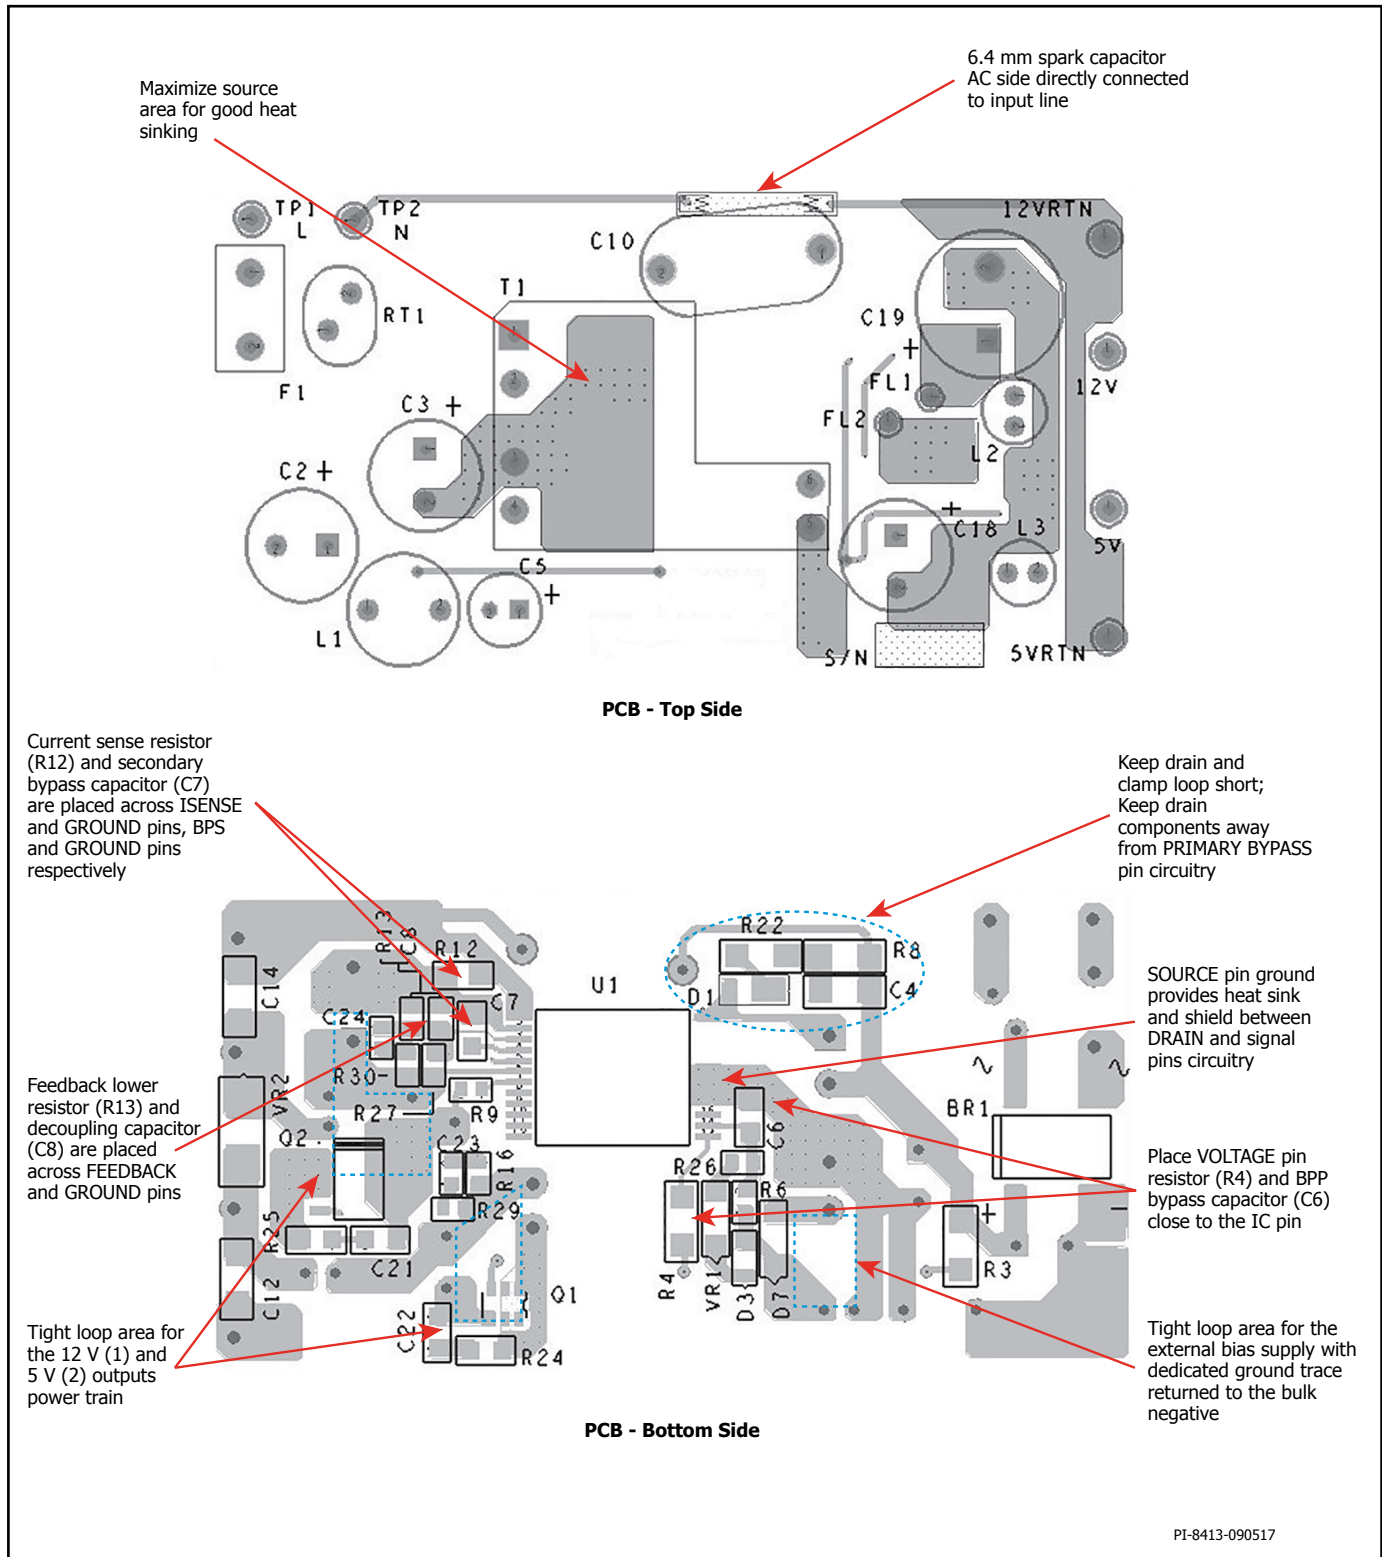 Maximize source
area for good heat
sinking
6.4 mm spark capacitor
AC side directly connected
to input line
TP1
L
TP2
N
12VRTN
C10
T1
RT1
C19
+
F1
FL1
12V
C3 +
FL2
L2
C2 +
+
C18
L3
5V
C5
+
L1
S/N
5VRTN
PCB - Top Side
Current sense resistor
(R12) and secondary
bypass capacitor (C7)
are placed across ISENSE
and GROUND pins, BPS
and GROUND pins
respectively
Keep drain and
clamp loop short;
Keep drain
components away
from PRIMARY BYPASS
pin circuitry
R13
C8
R12
R22
R8
U1
C14
C7
D1
C4
SOURCE pin ground
provides heat sink
and shield between
DRAIN and signal
pins circuitry
C24
Feedback lower
resistor (R13) and
decoupling capacitor
(C8) are placed
across FEEDBACK
and GROUND pins
R30
VR2
R27
R9
C6
BR1
Q2
C23
R16
R26
R6
Place VOLTAGE pin
resistor (R4) and BPP
bypass capacitor (C6)
close to the IC pin
R29
+
−
R25
C21
C12
R4
VR1
D3
D7
R3
Q1
C22
R24
Tight loop area for
the 12 V (1) and
5 V (2) outputs
power train
Tight loop area for the
external bias supply with
dedicated ground trace
returned to the bulk
negative
PCB - Bottom Side
PI-8413-090517